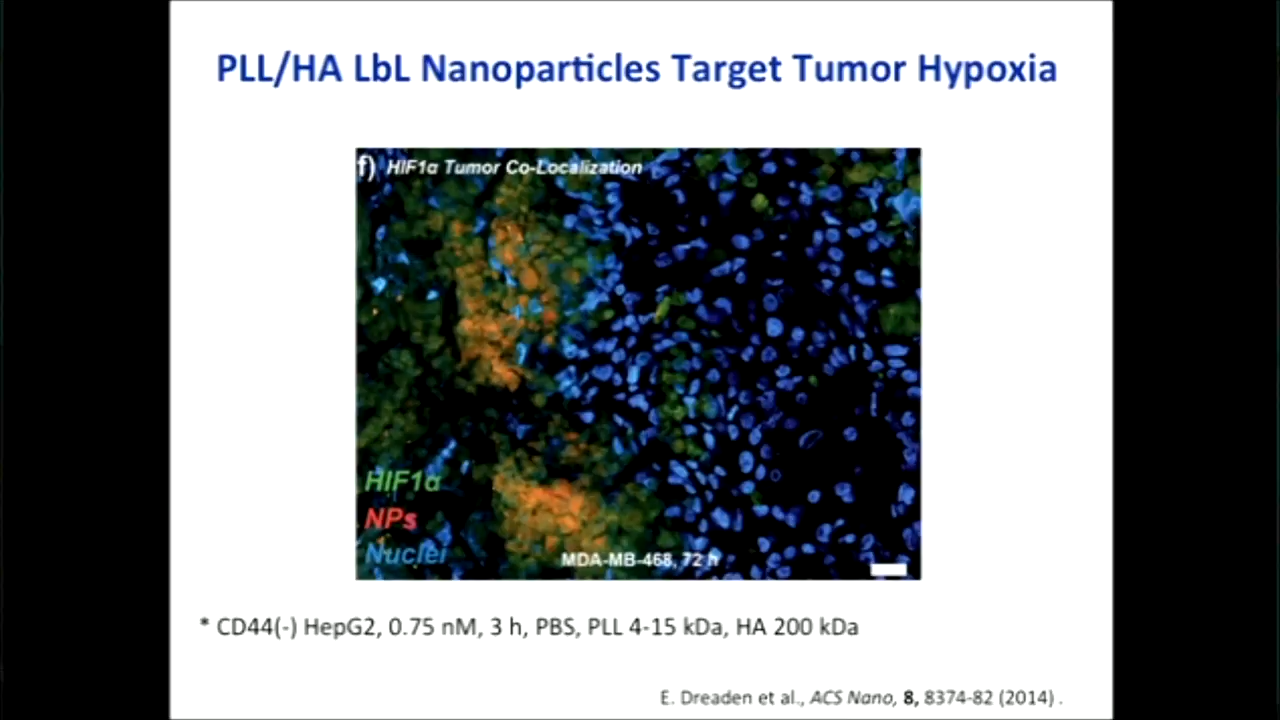 PLL/HA LbL Nanoparticles Target Tumor Hypoxia
f) HIF1α Tumor Co-Localization
HIF1α
NPs
Nuclei
MDA-MB-468, 72 h
* CD44(-) HepG2, 0.75 nM, 3 h, PBS, PLL 4-15 kDa, HA 200 kDa
E. Dreaden et al., ACS Nano, 8, 8374-82 (2014) .